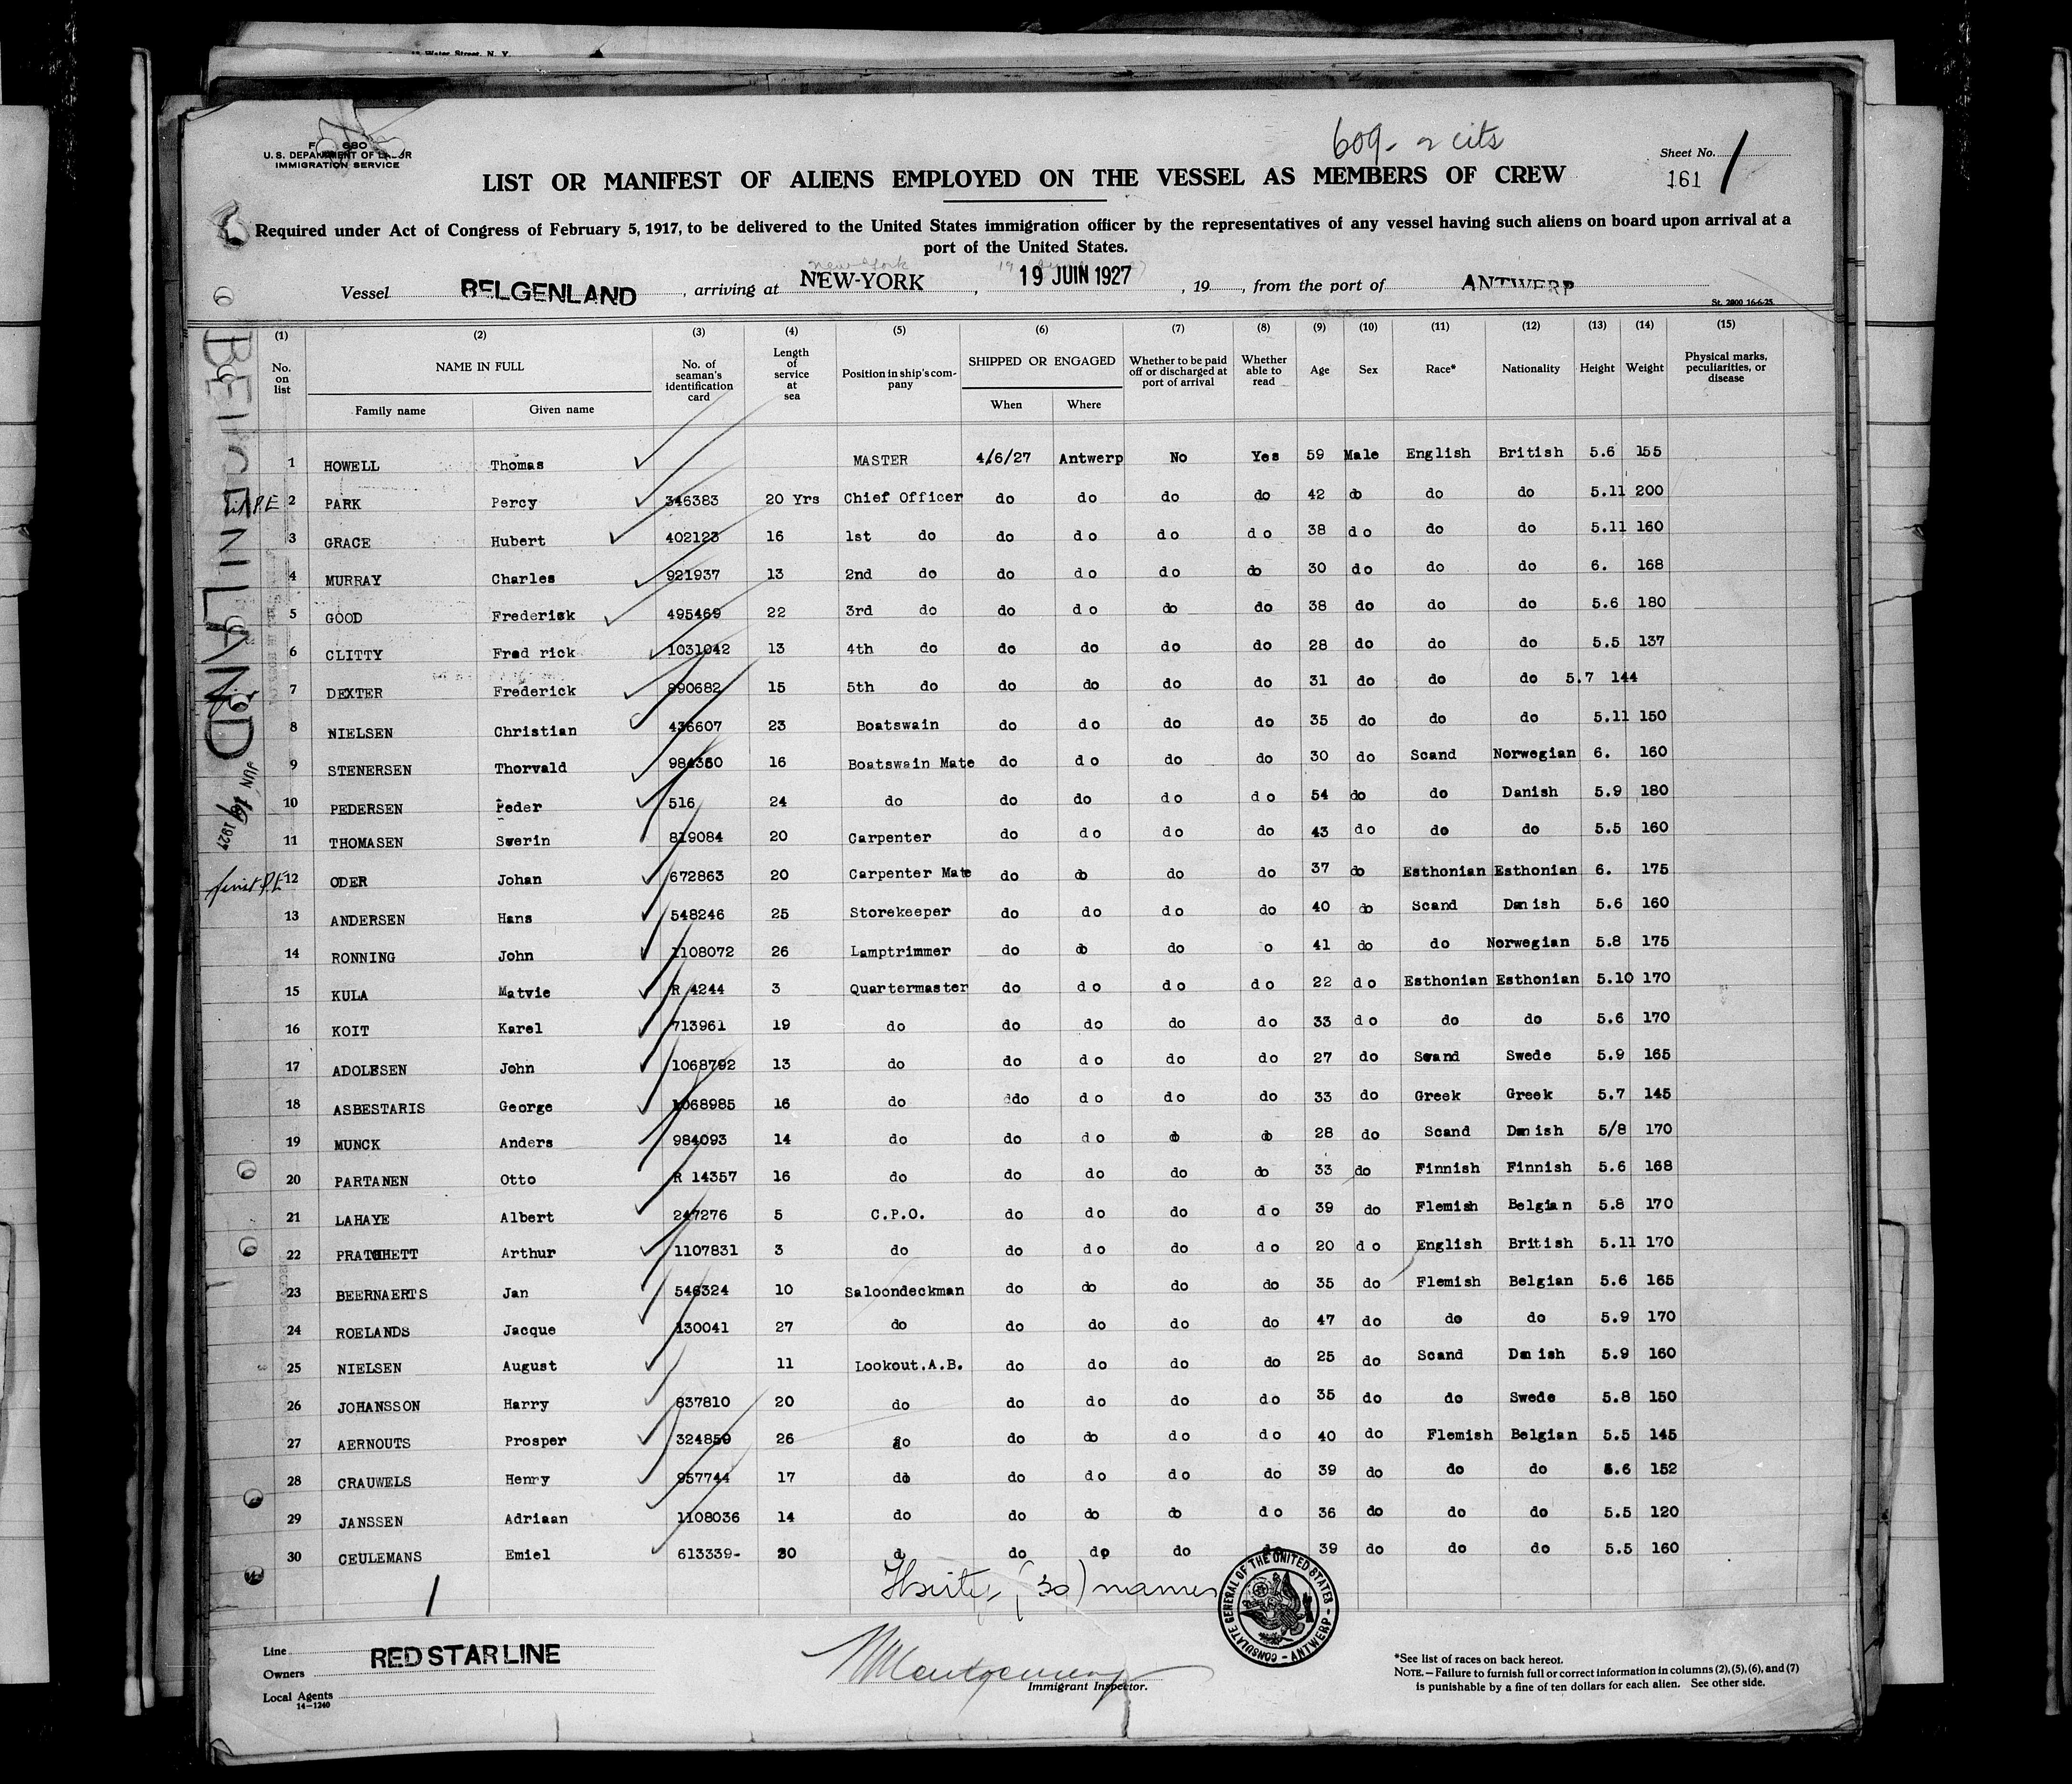 Water Street, N. Y.
609 - 2 cits
F 680
U. S. DEPARTMENT OF LABOR
IMMIGRATION SERVICE
Sheet No. 1
161
LIST OR MANIFEST OF ALIENS EMPLOYED ON THE VESSEL AS MEMBERS OF CREW
Required under Act of Congress of February 5, 1917, to be delivered to the United States immigration officer by the representatives of any vessel having such aliens on board upon arrival at a
port of the United States.
New York
Vessel BELGENLAND, arriving at NEW-YORK, 19 JUIN 1927, 19, from the port of ANTWERP
St. 2000 16-6-25
(1) (2) (3) (4) (5) (6) (7) (8) (9) (10) (11) (12) (13) (14) (15)
No. on list NAME IN FULL Family name Given name No. of seaman's identification card Length of service at sea Position in ship's company SHIPPED OR ENGAGED When Where Whether to be paid off or discharged at port of arrival Whether able to read Age Sex Race* Nationality Height Weight Physical marks, peculiarities, or disease
1 HOWELL Thomas MASTER 4/6/27 Antwerp No Yes 59 Male English British 5.6 155
2 PARK Percy 346383 20 Yrs Chief Officer do do do do 42 do do do 5.11 200
3 GRACE Hubert 402123 16 1st do do do do do 38 do do do 5.11 160
4 MURRAY Charles 921937 13 2nd do do do do do 30 do do do 6. 168
5 GOOD Frederisk 495469 22 3rd do do do do do 38 do do do 5.6 180
6 CLITTY Fred rick 1031042 13 4th do do do do do 28 do do do 5.5 137
7 DEXTER Frederick 890682 15 5th do do do do do 31 do do do 5.7 144
8 NIELSEN Christian 436607 23 Boatswain do do do do 35 do do do 5.11 150
9 STENERSEN Thorvald 984360 16 Boatswain Mate do do do do 30 do Scand Norwegian 6. 160
10 PEDERSEN Peder 516 24 do do do do do 54 do do Danish 5.9 180
11 THOMASEN Swerin 819084 20 Carpenter do do do do 43 do do do 5.5 160
12 ODER Johan 672863 20 Carpenter Mate do do do do 37 do Esthonian Esthonian 6. 175
13 ANDERSEN Hans 548246 25 Storekeeper do do do do 40 do Scand Danish 5.6 160
14 RONNING John 1108072 26 Lamptrimmer do do do o 41 do do Norwegian 5.8 175
15 KULA Matvie R 4244 3 Quartermaster do do do do 22 do Esthonian Esthonian 5.10 170
16 KOIT Karel 713961 19 do do do do do 33 do do do 5.6 170
17 ADOLFSEN John 1068792 13 do do do do do 27 do Scand Swede 5.9 165
18 ASBESTARIS George 1068985 16 do ddo do do do 33 do Greek Greek 5.7 145
19 MUNCK Anders 984093 14 do do do do do 28 do Scand Danish 5/8 170
20 PARTANEN Otto R 14357 16 do do do do do 33 do Finnish Finnish 5.6 168
21 LAHAYE Albert 247276 5 C.P.O. do do do do 39 do Flemish Belgian 5.8 170
22 PRATCHETT Arthur 1107831 3 do do do do do 20 do English British 5.11 170
23 BEERNAERTS Jan 546324 10 Saloondeckman do do do do 35 do Flemish Belgian 5.6 165
24 ROELANDS Jacque 130041 27 do do do do do 47 do do do 5.9 170
25 NIELSEN August 11 Lookout.A.B. do do do do 25 do Scand Danish 5.9 160
26 JOHANSSON Harry 837810 20 do do do do do 35 do do Swede 5.8 150
27 AERNOUTS Prosper 324859 26 do do do do do 40 do Flemish Belgian 5.5 145
28 CRAUWELS Henry 957744 17 do do do do do 39 do do do 5.6 152
29 JANSSEN Adriaan 1108036 14 do do do do do 36 do do do 5.5 120
30 CEULEMANS Emiel 613339- 30 d do do do do 39 do do do 5.5 160
BELGENLAND
JUN 19 1927
1
(30) names
CONSULATE GENERAL OF THE UNITED STATES - ANTWERP -
Line
Owners RED STAR LINE
Local Agents
14-1240
Immigrant Inspector.
*See list of races on back hereof.
NOTE.—Failure to furnish full or correct information in columns (2), (5), (6), and (7)
is punishable by a fine of ten dollars for each alien. See other side.